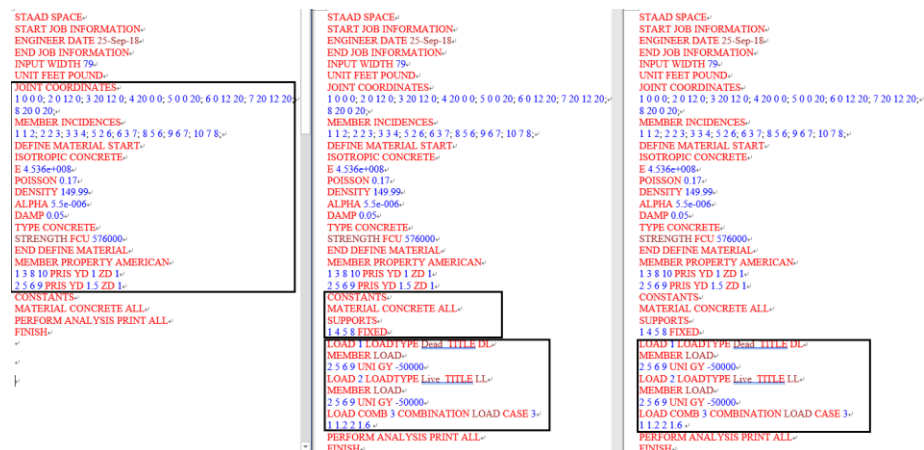 STAAD SPACE
START JOB INFORMATION
ENGINEER DATE 25-Sep-18
END JOB INFORMATION
INPUT WIDTH 79
UNIT FEET POUND
JOINT COORDINATES
1 0 0 0; 2 0 12 0; 3 20 12 0; 4 20 0 0; 5 0 0 20; 6 0 12 20; 7 20 12 20;
8 20 0 20;
MEMBER INCIDENCES
1 1 2; 2 2 3; 3 3 4; 5 2 6; 6 3 7; 8 5 6; 9 6 7; 10 7 8;
DEFINE MATERIAL START
ISOTROPIC CONCRETE
E 4.536e+008
POISSON 0.17
DENSITY 149.99
ALPHA 5.5e-006
DAMP 0.05
TYPE CONCRETE
STRENGTH FCU 576000
END DEFINE MATERIAL
MEMBER PROPERTY AMERICAN
1 3 8 10 PRIS YD 1 ZD 1
2 5 6 9 PRIS YD 1.5 ZD 1
CONSTANTS
MATERIAL CONCRETE ALL
PERFORM ANALYSIS PRINT ALL
FINISH
STAAD SPACE
START JOB INFORMATION
ENGINEER DATE 25-Sep-18
END JOB INFORMATION
INPUT WIDTH 79
UNIT FEET POUND
JOINT COORDINATES
1 0 0 0; 2 0 12 0; 3 20 12 0; 4 20 0 0; 5 0 0 20; 6 0 12 20; 7 20 12 20;
8 20 0 20;
MEMBER INCIDENCES
1 1 2; 2 2 3; 3 3 4; 5 2 6; 6 3 7; 8 5 6; 9 6 7; 10 7 8;
DEFINE MATERIAL START
ISOTROPIC CONCRETE
E 4.536e+008
POISSON 0.17
DENSITY 149.99
ALPHA 5.5e-006
DAMP 0.05
TYPE CONCRETE
STRENGTH FCU 576000
END DEFINE MATERIAL
MEMBER PROPERTY AMERICAN
1 3 8 10 PRIS YD 1 ZD 1
2 5 6 9 PRIS YD 1.5 ZD 1
CONSTANTS
MATERIAL CONCRETE ALL
SUPPORTS
1 4 5 8 FIXED
LOAD 1 LOADTYPE Dead TITLE DL
MEMBER LOAD
2 5 6 9 UNI GY -50000
LOAD 2 LOADTYPE Live TITLE LL
MEMBER LOAD
2 5 6 9 UNI GY -50000
LOAD COMB 3 COMBINATION LOAD CASE 3
1 1.2 2 1.6
PERFORM ANALYSIS PRINT ALL
FINISH
STAAD SPACE
START JOB INFORMATION
ENGINEER DATE 25-Sep-18
END JOB INFORMATION
INPUT WIDTH 79
UNIT FEET POUND
JOINT COORDINATES
1 0 0 0; 2 0 12 0; 3 20 12 0; 4 20 0 0; 5 0 0 20; 6 0 12 20; 7 20 12 20;
8 20 0 20;
MEMBER INCIDENCES
1 1 2; 2 2 3; 3 3 4; 5 2 6; 6 3 7; 8 5 6; 9 6 7; 10 7 8;
DEFINE MATERIAL START
ISOTROPIC CONCRETE
E 4.536e+008
POISSON 0.17
DENSITY 149.99
ALPHA 5.5e-006
DAMP 0.05
TYPE CONCRETE
STRENGTH FCU 576000
END DEFINE MATERIAL
MEMBER PROPERTY AMERICAN
1 3 8 10 PRIS YD 1 ZD 1
2 5 6 9 PRIS YD 1.5 ZD 1
CONSTANTS
MATERIAL CONCRETE ALL
SUPPORTS
1 4 5 8 FIXED
LOAD 1 LOADTYPE Dead TITLE DL
MEMBER LOAD
2 5 6 9 UNI GY -50000
LOAD 2 LOADTYPE Live TITLE LL
MEMBER LOAD
2 5 6 9 UNI GY -50000
LOAD COMB 3 COMBINATION LOAD CASE 3
1 1.2 2 1.6
PERFORM ANALYSIS PRINT ALL
FINISH